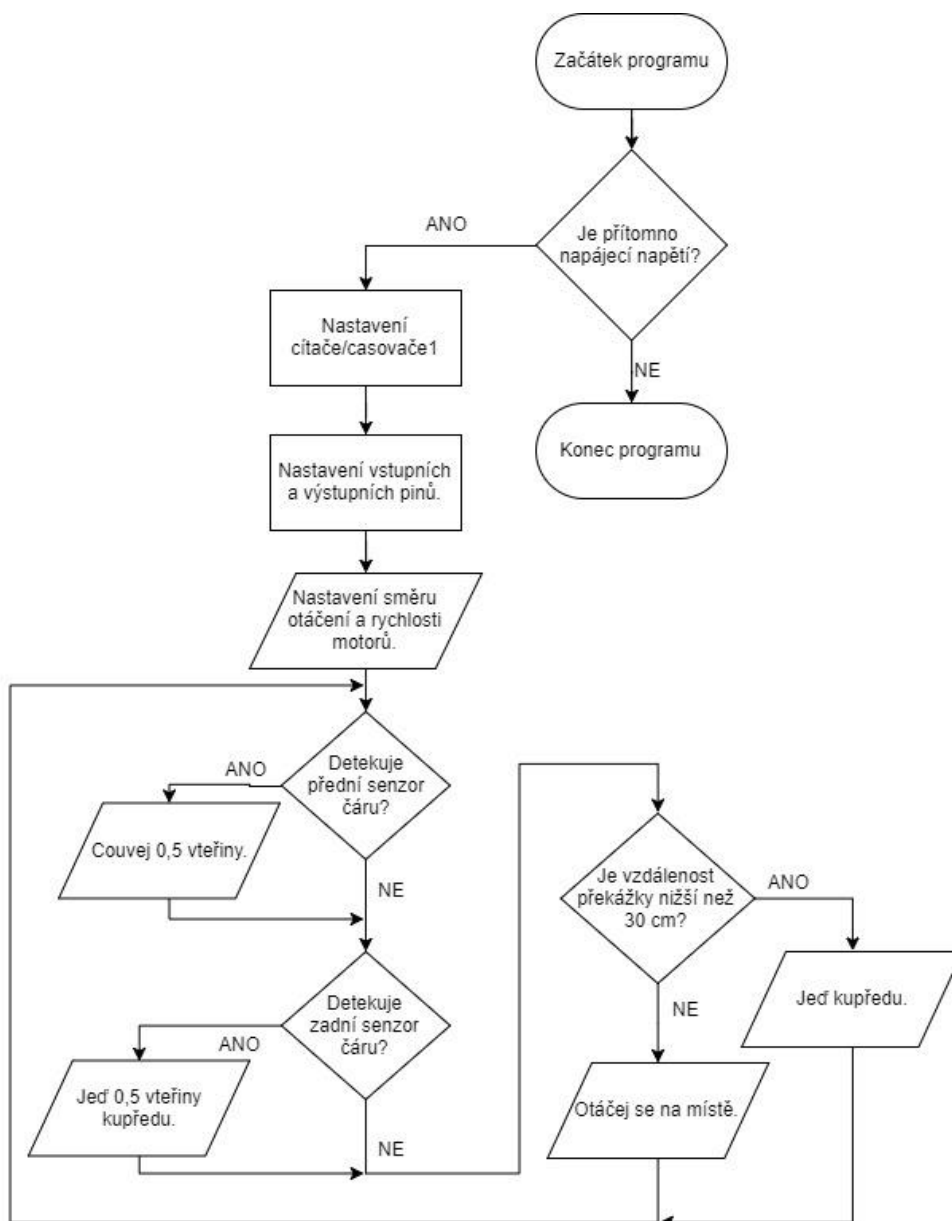 Začátek programu
Je přítomno
napájecí napětí?
ANO
NE
Konec programu
Nastavení
cítače/casovače1
Nastavení vstupních
a výstupních pinů.
Nastavení směru
otáčení a rychlosti
motorů.
Detekuje
přední senzor
čáru?
ANO
Couvej 0,5 vteřiny.
NE
Detekuje
zadní senzor
čáru?
ANO
Jeď 0,5 vteřiny
kupředu.
NE
Je vzdálenost
překážky nižší než
30 cm?
ANO
Jeď kupředu.
NE
Otáčej se na místě.